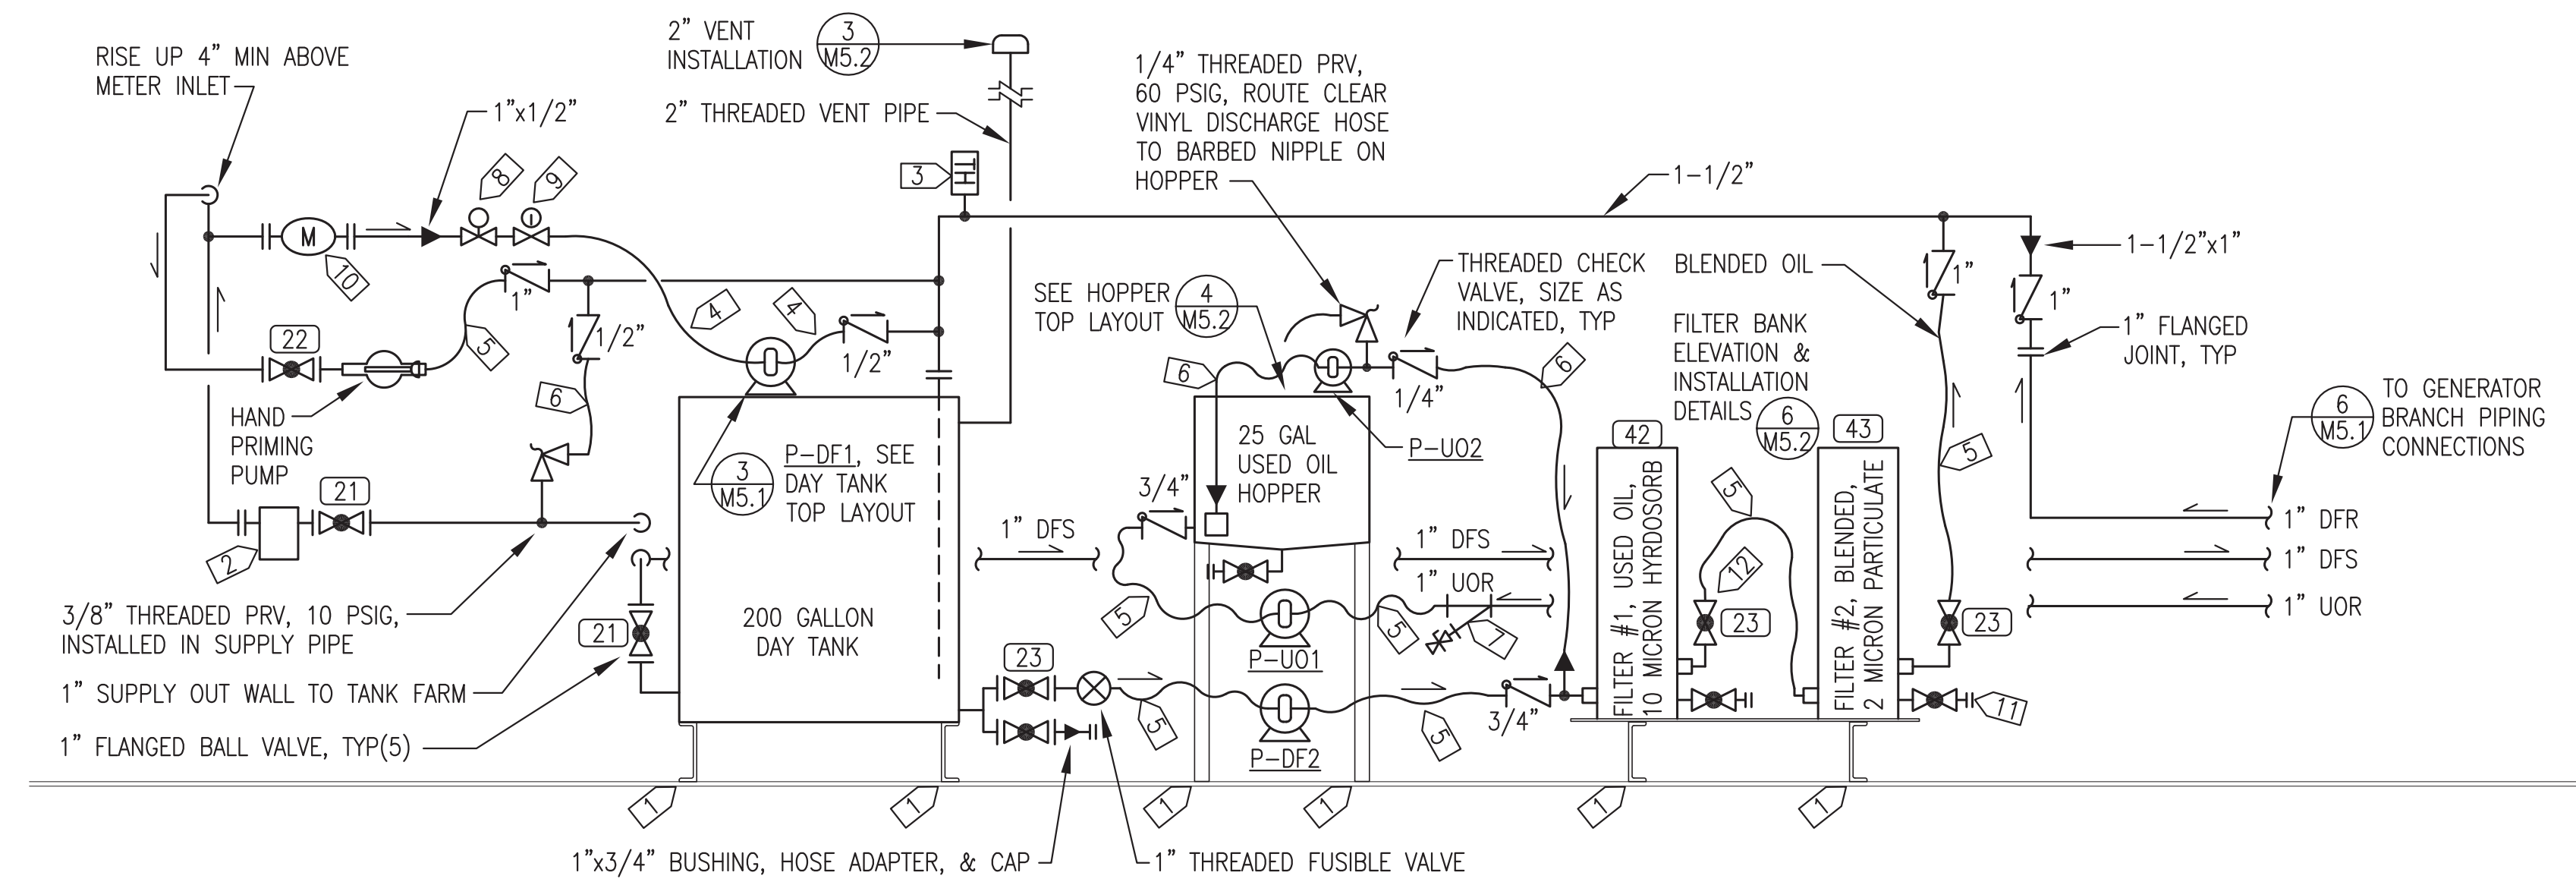 RISE UP 4” MIN ABOVE
METER INLET
1”x1/2”
8
9
M
10
1”
22
HAND
PRIMING
PUMP
5
6
1/2”
21
2
3/8” THREADED PRV, 10 PSIG,
INSTALLED IN SUPPLY PIPE
1” SUPPLY OUT WALL TO TANK FARM
1” FLANGED BALL VALVE, TYP(5)
21
2” VENT
INSTALLATION
3
M5.2
2” THREADED VENT PIPE
3
4
4
1/2”
3
M5.1
P-DF1, SEE
DAY TANK
TOP LAYOUT
200 GALLON
DAY TANK
1” DFS
23
5
1”x3/4” BUSHING, HOSE ADAPTER, & CAP
1” THREADED FUSIBLE VALVE
1/4” THREADED PRV,
60 PSIG, ROUTE CLEAR
VINYL DISCHARGE HOSE
TO BARBED NIPPLE ON
HOPPER
SEE HOPPER
TOP LAYOUT
4
M5.2
6
THREADED CHECK
VALVE, SIZE AS
INDICATED, TYP
1/4”
6
P-UO2
25 GAL
USED OIL
HOPPER
3/4”
5
1” DFS
1” UOR
5
7
P-UO1
P-DF2
5
3/4”
1-1/2”
BLENDED OIL
FILTER BANK
ELEVATION &
INSTALLATION
DETAILS
6
M5.2
42
43
FILTER #1, USED OIL,
10 MICRON HYRDOSORB
5
12
23
FILTER #2, BLENDED,
2 MICRON PARTICULATE
23
11
5
1”
1”
1-1/2”x1”
1” FLANGED
JOINT, TYP
6
M5.1
TO GENERATOR
BRANCH PIPING
CONNECTIONS
1” DFR
1” DFS
1” UOR
1
1
1
1
1
1